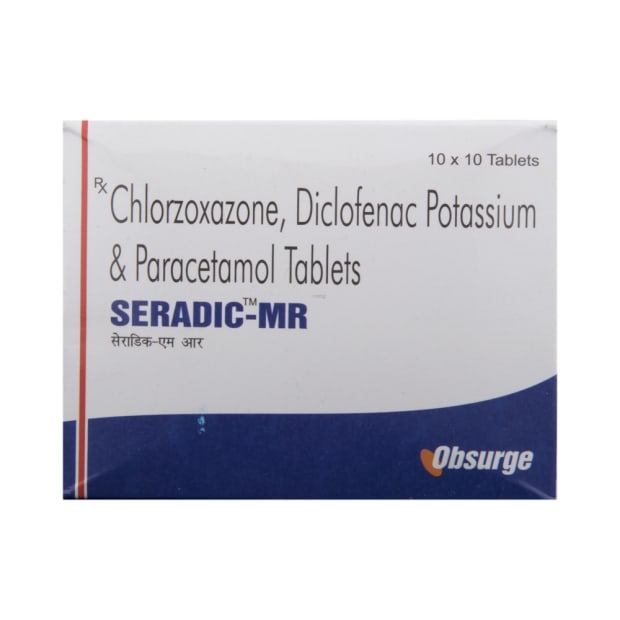 10 x 10 Tablets
Rx Chlorzoxazone, Diclofenac Potassium
& Paracetamol Tablets
SERADIC™-MR
सेराडिक-एम आर
Obsurge